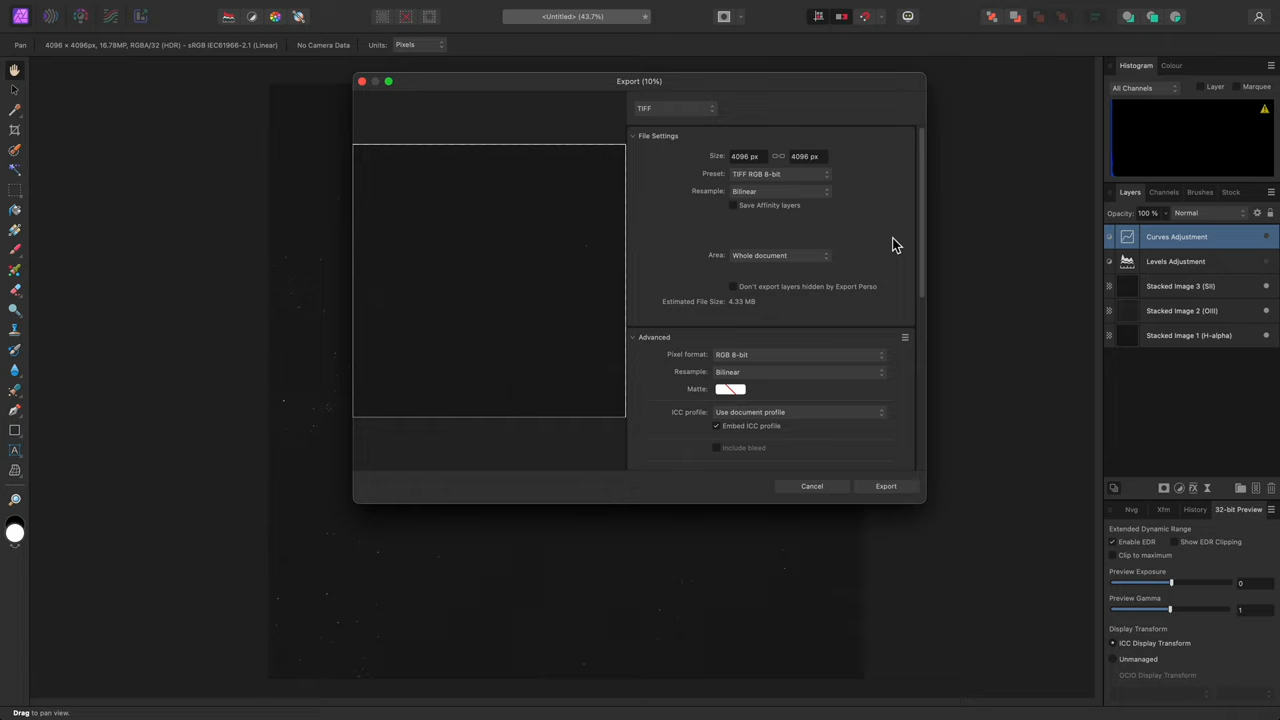 <Untitled> (43.7%)
Pan
4096 × 4096px, 16.78MP, RGBA/32 (HDR) - sRGB IEC61966-2.1 (Linear)
No Camera Data
Units:
Pixels
Export (10%)
TIFF
File Settings
Size:
4096 px
4096 px
Preset:
TIFF RGB 8-bit
Resample:
Bilinear
Save Affinity layers
Area:
Whole document
Don't export layers hidden by Export Perso
Estimated File Size:
4.33 MB
Advanced
Pixel format:
RGB 8-bit
Resample:
Bilinear
Matte:
ICC profile:
Use document profile
Embed ICC profile
Include bleed
Cancel
Export
Histogram
Colour
All Channels
Layer
Marquee
Layers
Channels
Brushes
Stock
Opacity:
100 %
Normal
Curves Adjustment
Levels Adjustment
Stacked Image 3 (SII)
Stacked Image 2 (OIII)
Stacked Image 1 (H-alpha)
Nvg
Xfm
History
32-bit Preview
Extended Dynamic Range
Enable EDR
Show EDR Clipping
Clip to maximum
Preview Exposure
0
Preview Gamma
1
Display Transform
ICC Display Transform
Unmanaged
OCIO Display Transform
Drag to pan view.